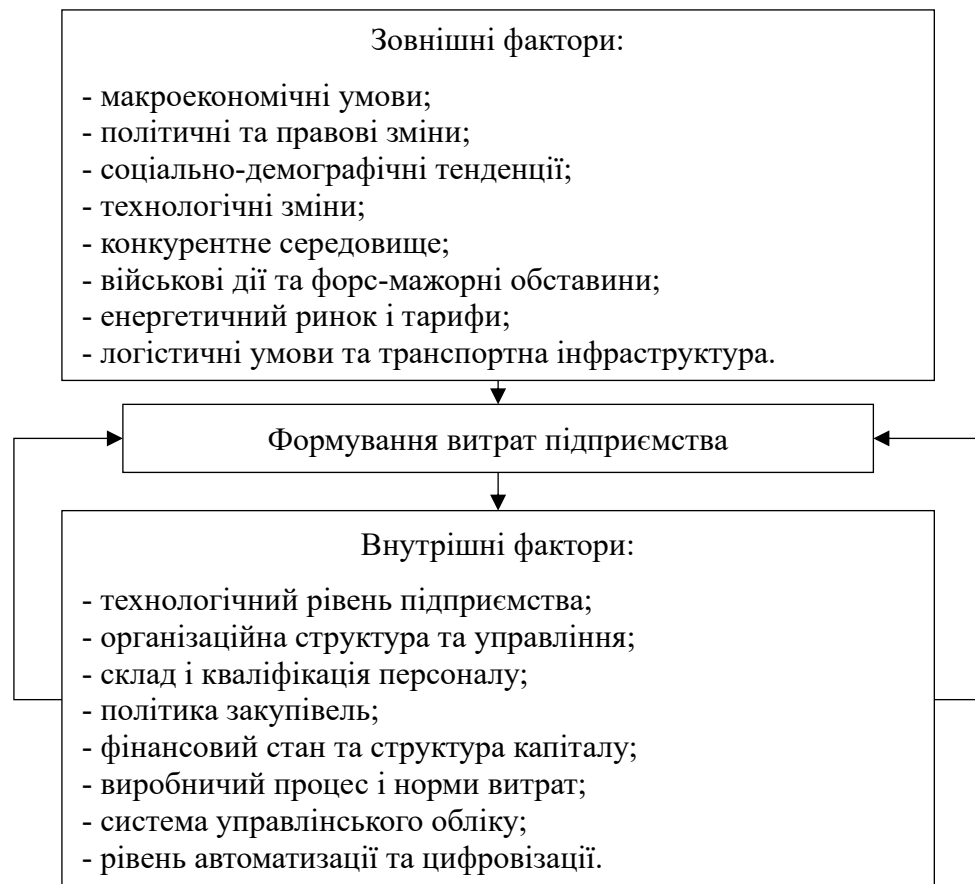 Зовнішні фактори:
- макроекономічні умови;
- політичні та правові зміни;
- соціально-демографічні тенденції;
- технологічні зміни;
- конкурентне середовище;
- військові дії та форс-мажорні обставини;
- енергетичний ринок і тарифи;
- логістичні умови та транспортна інфраструктура.
Формування витрат підприємства
Внутрішні фактори:
- технологічний рівень підприємства;
- організаційна структура та управління;
- склад і кваліфікація персоналу;
- політика закупівель;
- фінансовий стан та структура капіталу;
- виробничий процес і норми витрат;
- система управлінського обліку;
- рівень автоматизації та цифровізації.